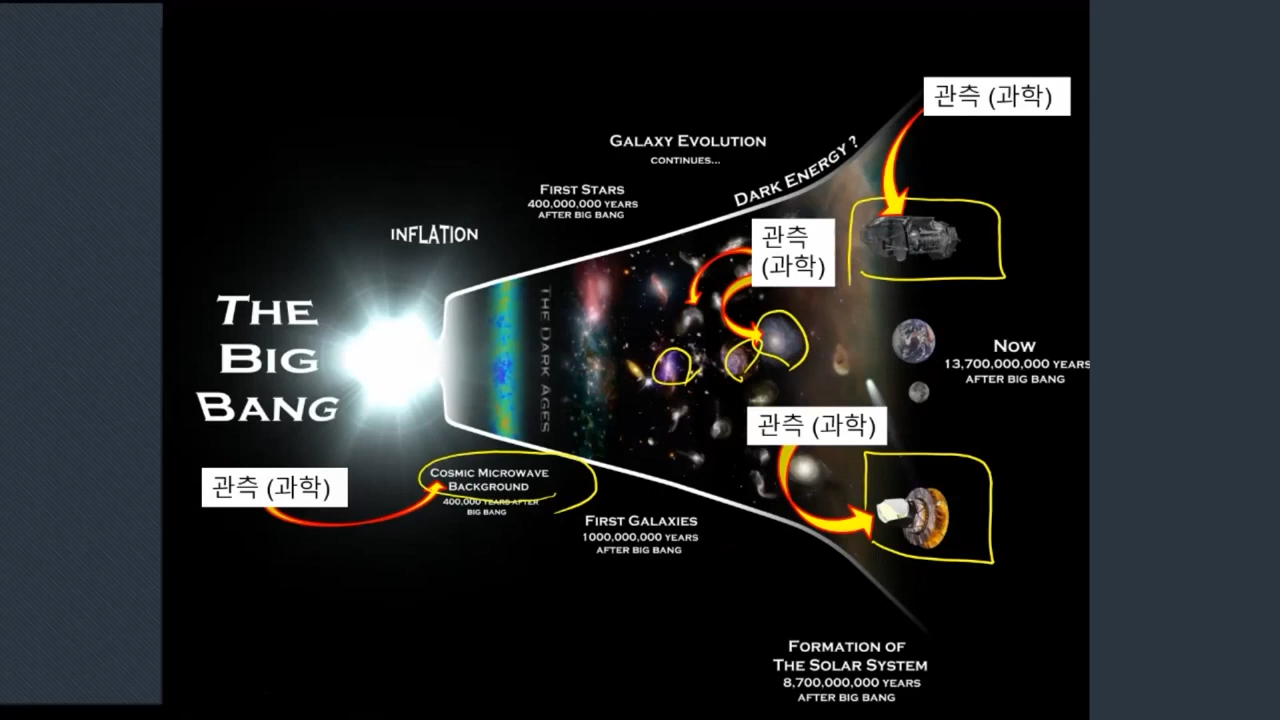 관측 (과학)
GALAXY EVOLUTION
CONTINUES...
DARK ENERGY ?
FIRST STARS
400,000,000 YEARS
AFTER BIG BANG
INFLATION
관측
(과학)
THE
BIG
BANG
THE DARK AGES
NOW
13,700,000,000 YEARS
AFTER BIG BANG
관측 (과학)
관측 (과학)
COSMIC MICROWAVE
BACKGROUND
400,000 YEARS AFTER
BIG BANG
FIRST GALAXIES
1000,000,000 YEARS
AFTER BIG BANG
FORMATION OF
THE SOLAR SYSTEM
8,700,000,000 YEARS
AFTER BIG BANG